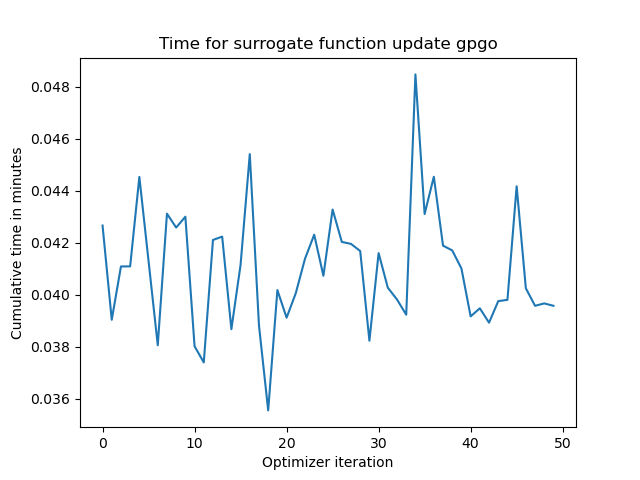 Time for surrogate function update gpgo
Cumulative time in minutes
0.048
0.046
0.044
0.042
0.040
0.038
0.036
0 10 20 30 40 50
Optimizer iteration